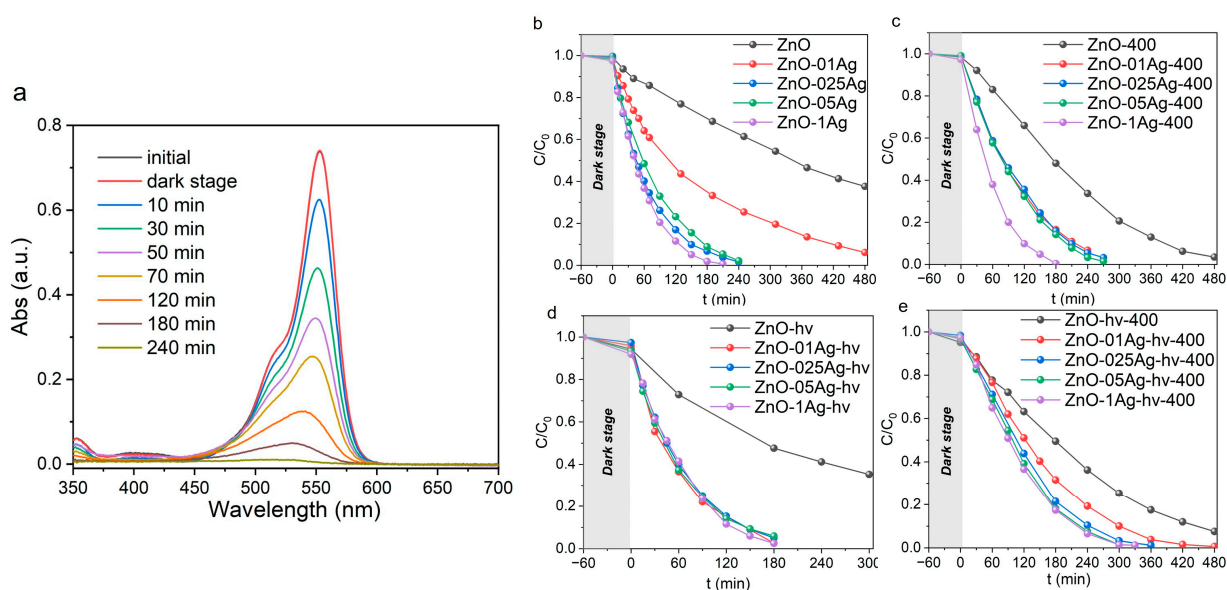 a
Abs (a.u.)
0.8
0.6
0.4
0.2
0.0
initial
dark stage
10 min
30 min
50 min
70 min
120 min
180 min
240 min
350 400 450 500 550 600 650 700
Wavelength (nm)
b
C/C0
1.0
0.8
0.6
0.4
0.2
0.0
Dark stage
ZnO
ZnO-01Ag
ZnO-025Ag
ZnO-05Ag
ZnO-1Ag
−60 0 60 120 180 240 300 360 420 480
t (min)
c
C/C0
1.0
0.8
0.6
0.4
0.2
0.0
Dark stage
ZnO-400
ZnO-01Ag-400
ZnO-025Ag-400
ZnO-05Ag-400
ZnO-1Ag-400
−60 0 60 120 180 240 300 360 420 480
t (min)
d
C/C0
1.0
0.8
0.6
0.4
0.2
0.0
Dark stage
ZnO-hv
ZnO-01Ag-hv
ZnO-025Ag-hv
ZnO-05Ag-hv
ZnO-1Ag-hv
−60 0 60 120 180 240 300
t (min)
e
C/C0
1.0
0.8
0.6
0.4
0.2
0.0
Dark stage
ZnO-hv-400
ZnO-01Ag-hv-400
ZnO-025Ag-hv-400
ZnO-05Ag-hv-400
ZnO-1Ag-hv-400
−60 0 60 120 180 240 300 360 420 480
t (min)